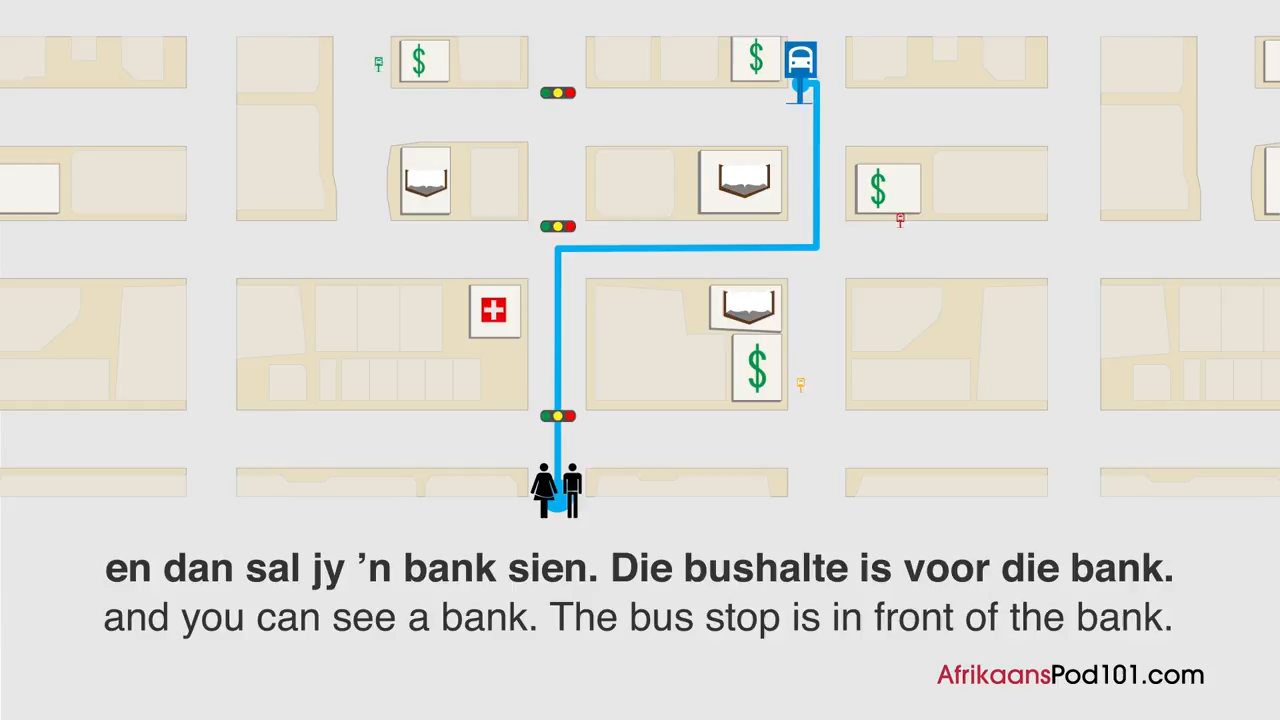 $
$
$
$
en dan sal jy ’n bank sien. Die bushalte is voor die bank.
and you can see a bank. The bus stop is in front of the bank.
AfrikaansPod101.com